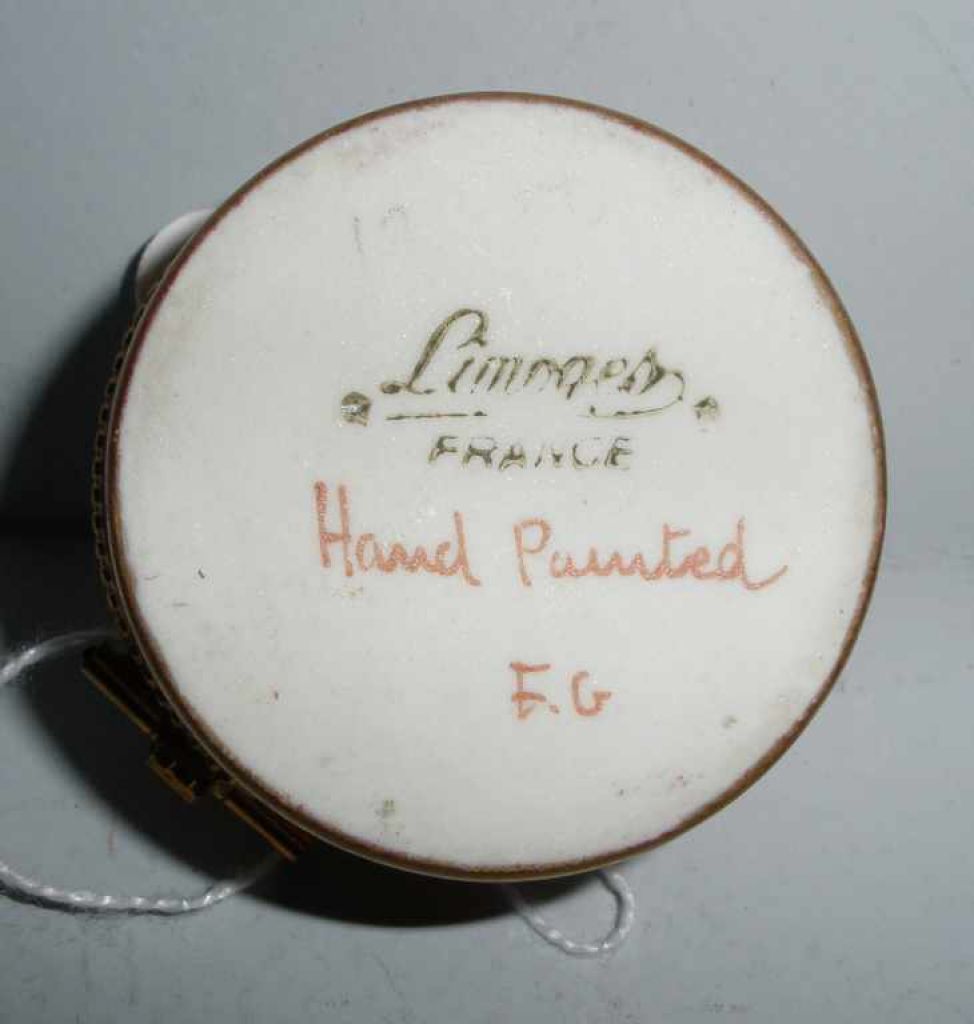 Limoges
FRANCE
Hand Painted
E.G